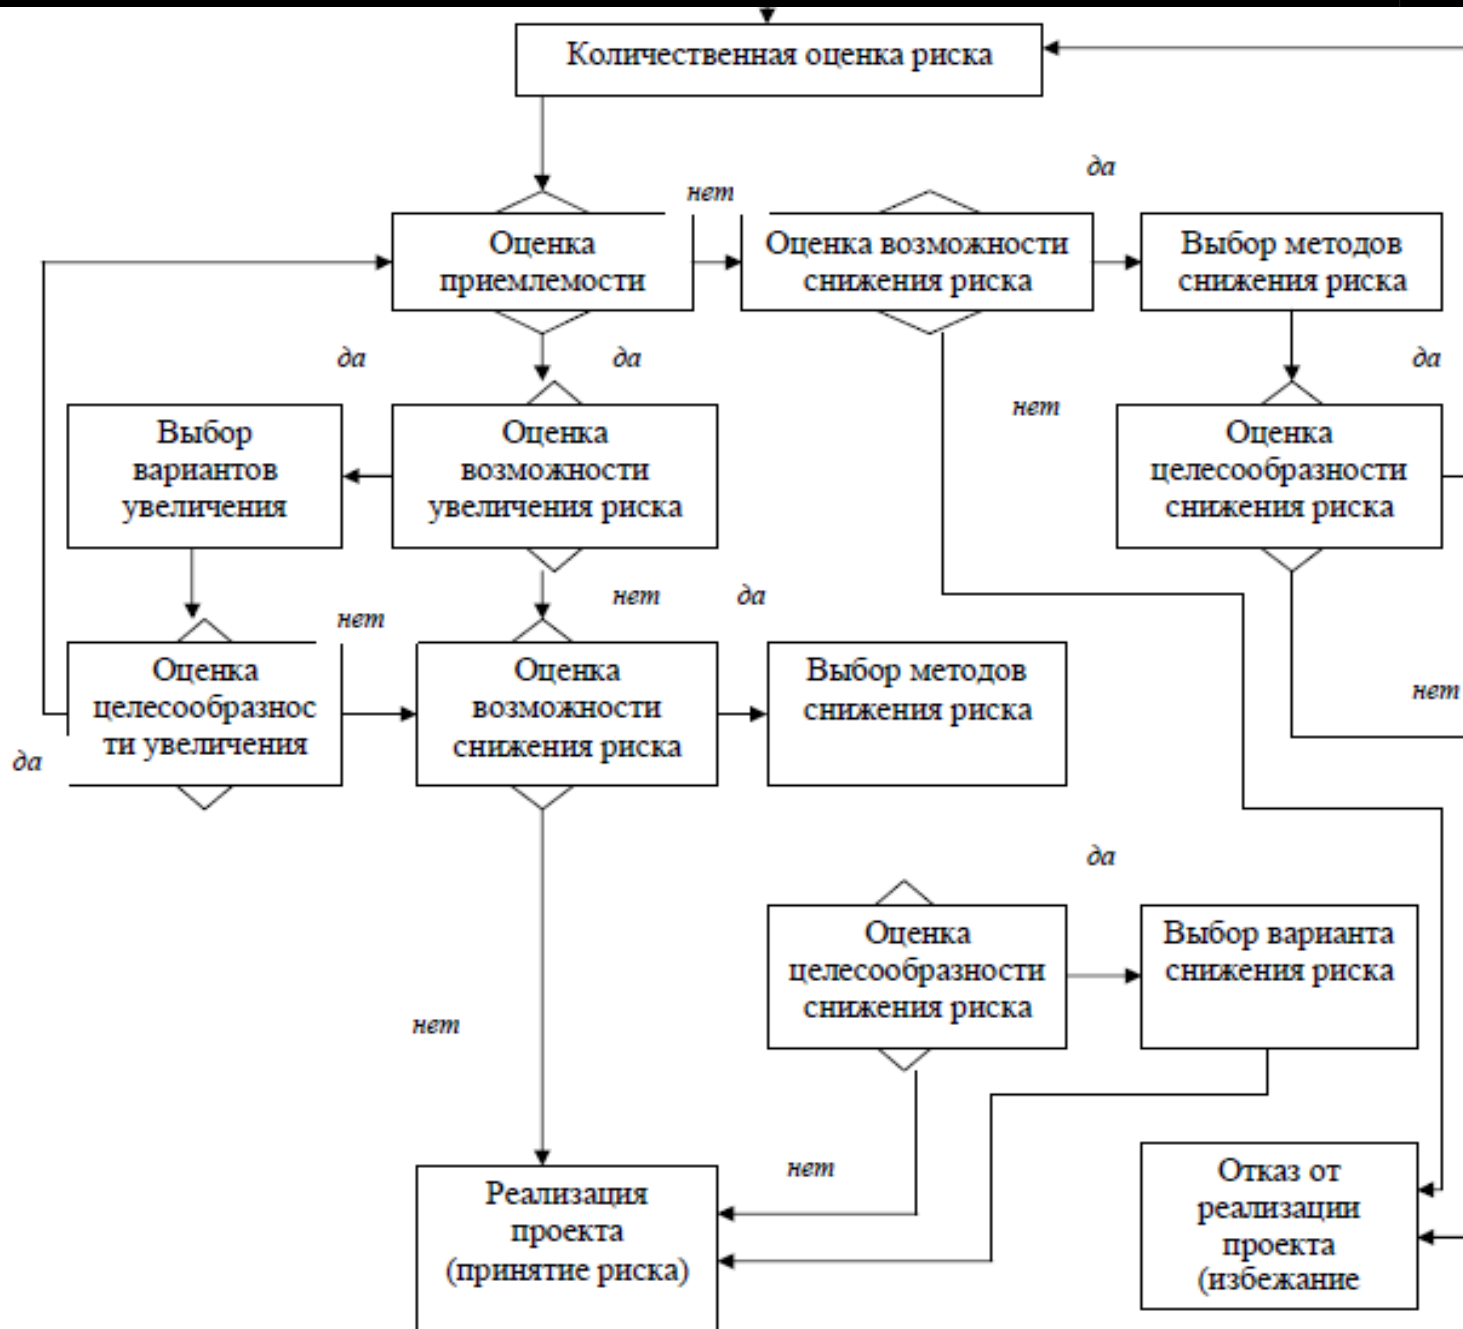 Количественная оценка риска
да
нет
Оценка
приемлемости
Оценка возможности
снижения риска
Выбор методов
снижения риска
да
да
да
нет
Выбор
вариантов
увеличения
Оценка
возможности
увеличения риска
Оценка
целесообразности
снижения риска
нет
да
нет
Оценка
целесообразнос
ти увеличения
Оценка
возможности
снижения риска
Выбор методов
снижения риска
нет
да
да
Оценка
целесообразности
снижения риска
Выбор варианта
снижения риска
нет
нет
Реализация
проекта
(принятие риска)
Отказ от
реализации
проекта
(избежание